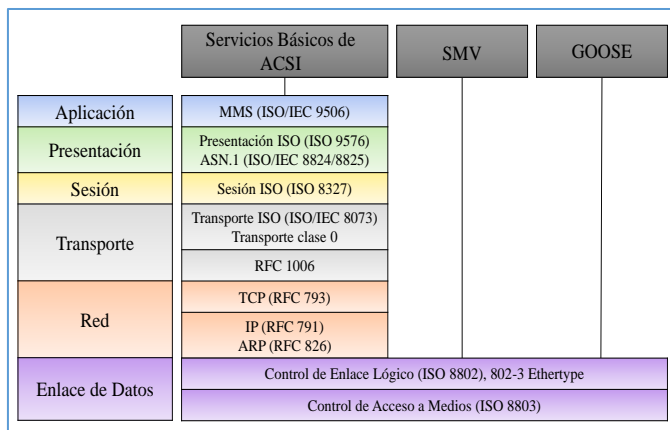 Servicios Básicos de
ACSI
SMV
GOOSE
Aplicación
MMS (ISO/IEC 9506)
Presentación
Presentación ISO (ISO 9576)
ASN.1 (ISO/IEC 8824/8825)
Sesión
Sesión ISO (ISO 8327)
Transporte
Transporte ISO (ISO/IEC 8073)
Transporte clase 0
RFC 1006
Red
TCP (RFC 793)
IP (RFC 791)
ARP (RFC 826)
Enlace de Datos
Control de Enlace Lógico (ISO 8802), 802-3 Ethertype
Control de Acceso a Medios (ISO 8803)